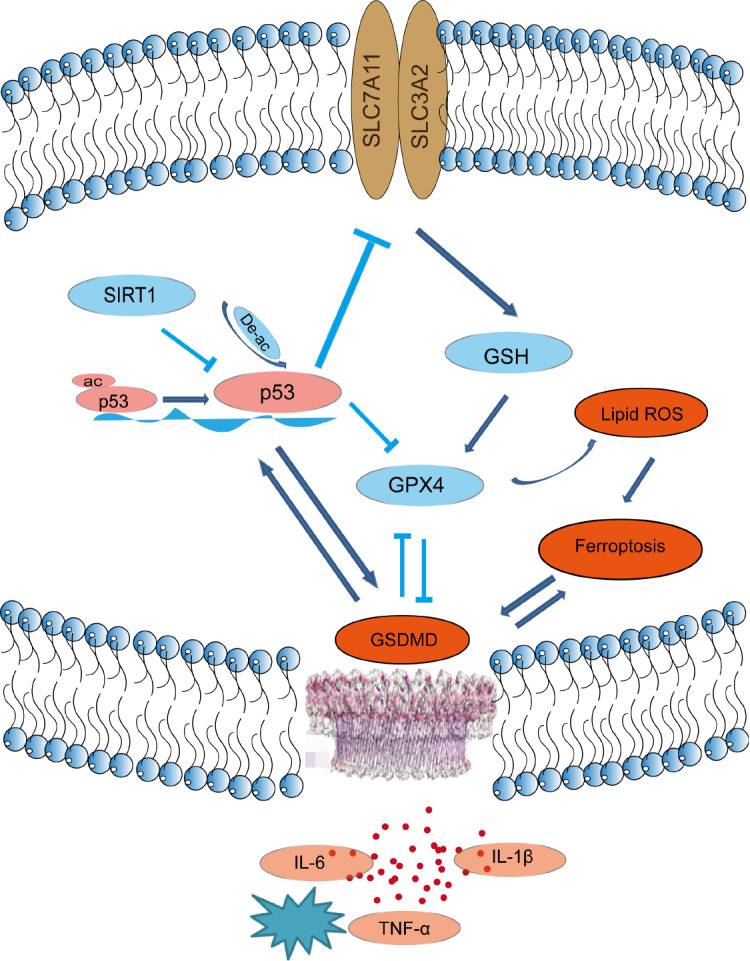 SLC7A11
SLC3A2
SIRT1
De-ac
GSH
ac
p53
p53
Lipid ROS
GPX4
Ferroptosis
GSDMD
IL-6
IL-1β
TNF-α